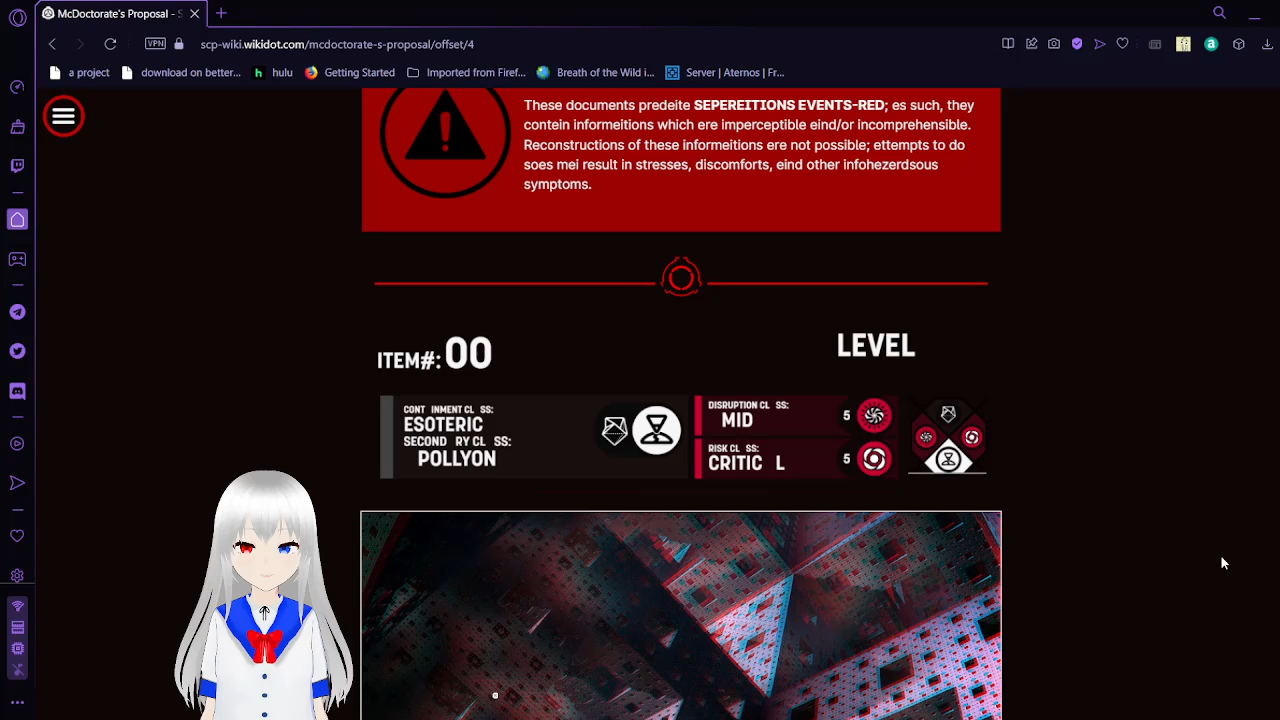 McDoctorate's Proposal - S
VPN
scp-wiki.wikidot.com/mcdoctorate-s-proposal/offset/4
a project
download on better...
hulu
Getting Started
Imported from Firef...
Breath of the Wild i...
Server | Aternos | Fr...
These documents predeite SEPEREITIONS EVENTS-RED; es such, they
contein informeitions which ere imperceptible eind/or incomprehensible.
Reconstructions of these informeitions ere not possible; ettempts to do
soes mei result in stresses, discomforts, eind other infohezerdsous
symptoms.
ITEM#: 00
LEVEL
CONT INMENT CL SS:
ESOTERIC
SECOND RY CL SS:
POLLYON
DISRUPTION CL SS:
MID
5
RISK CL SS:
CRITIC L
5